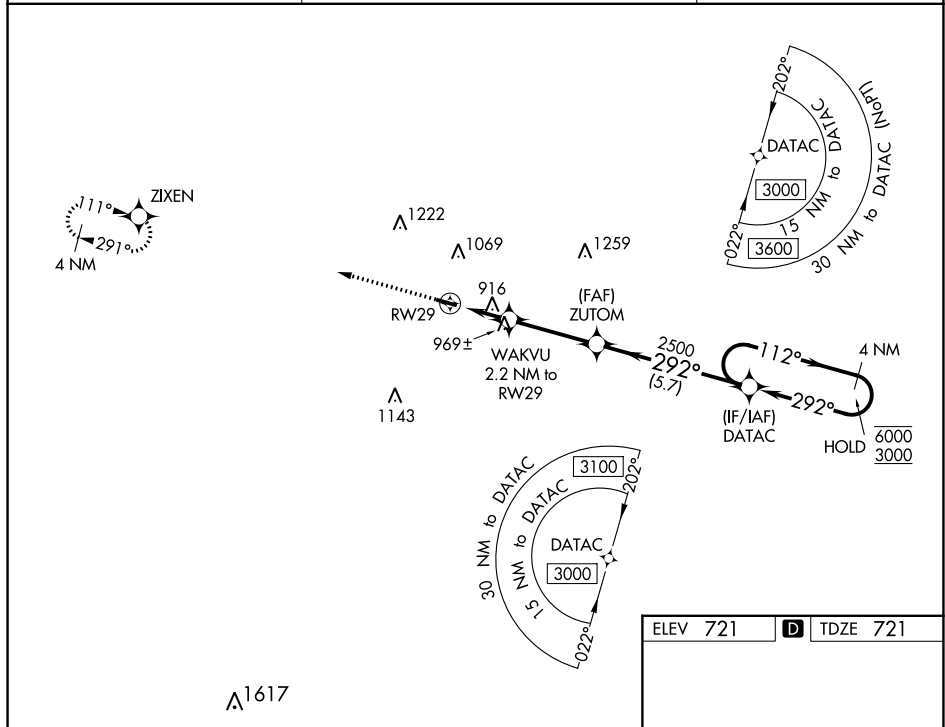 202°
DATAC
3000
15 NM to DATAC
30 NM to DATAC (NoPT)
022°
3600
ZIXEN
111°
291°
4 NM
1222
1069
1259
916
RW29
969±
WAKVU
2.2 NM to
RW29
(FAF)
ZUTOM
2500
292°
(5.7)
112°
4 NM
292°
(IF/IAF)
DATAC
HOLD
6000
3000
1143
3100
202°
30 NM to DATAC
15 NM to DATAC
DATAC
3000
022°
ELEV 721 D TDZE 721
1617